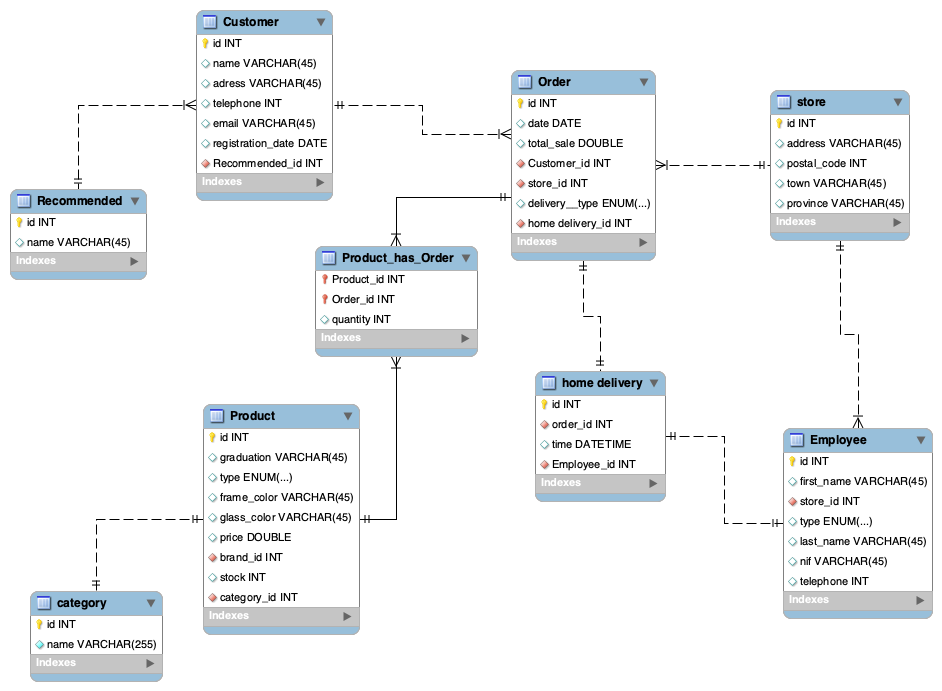 Customer
id INT
name VARCHAR(45)
adress VARCHAR(45)
telephone INT
email VARCHAR(45)
registration_date DATE
Recommended_id INT
Indexes
Order
id INT
date DATE
total_sale DOUBLE
Customer_id INT
store_id INT
delivery__type ENUM(...)
home delivery_id INT
Indexes
store
id INT
address VARCHAR(45)
postal_code INT
town VARCHAR(45)
province VARCHAR(45)
Indexes
Recommended
id INT
name VARCHAR(45)
Indexes
Product_has_Order
Product_id INT
Order_id INT
quantity INT
Indexes
home delivery
id INT
order_id INT
time DATETIME
Employee_id INT
Indexes
Product
id INT
graduation VARCHAR(45)
type ENUM(...)
frame_color VARCHAR(45)
glass_color VARCHAR(45)
price DOUBLE
brand_id INT
stock INT
category_id INT
Indexes
Employee
id INT
first_name VARCHAR(45)
store_id INT
type ENUM(...)
last_name VARCHAR(45)
nif VARCHAR(45)
telephone INT
Indexes
category
id INT
name VARCHAR(255)
Indexes